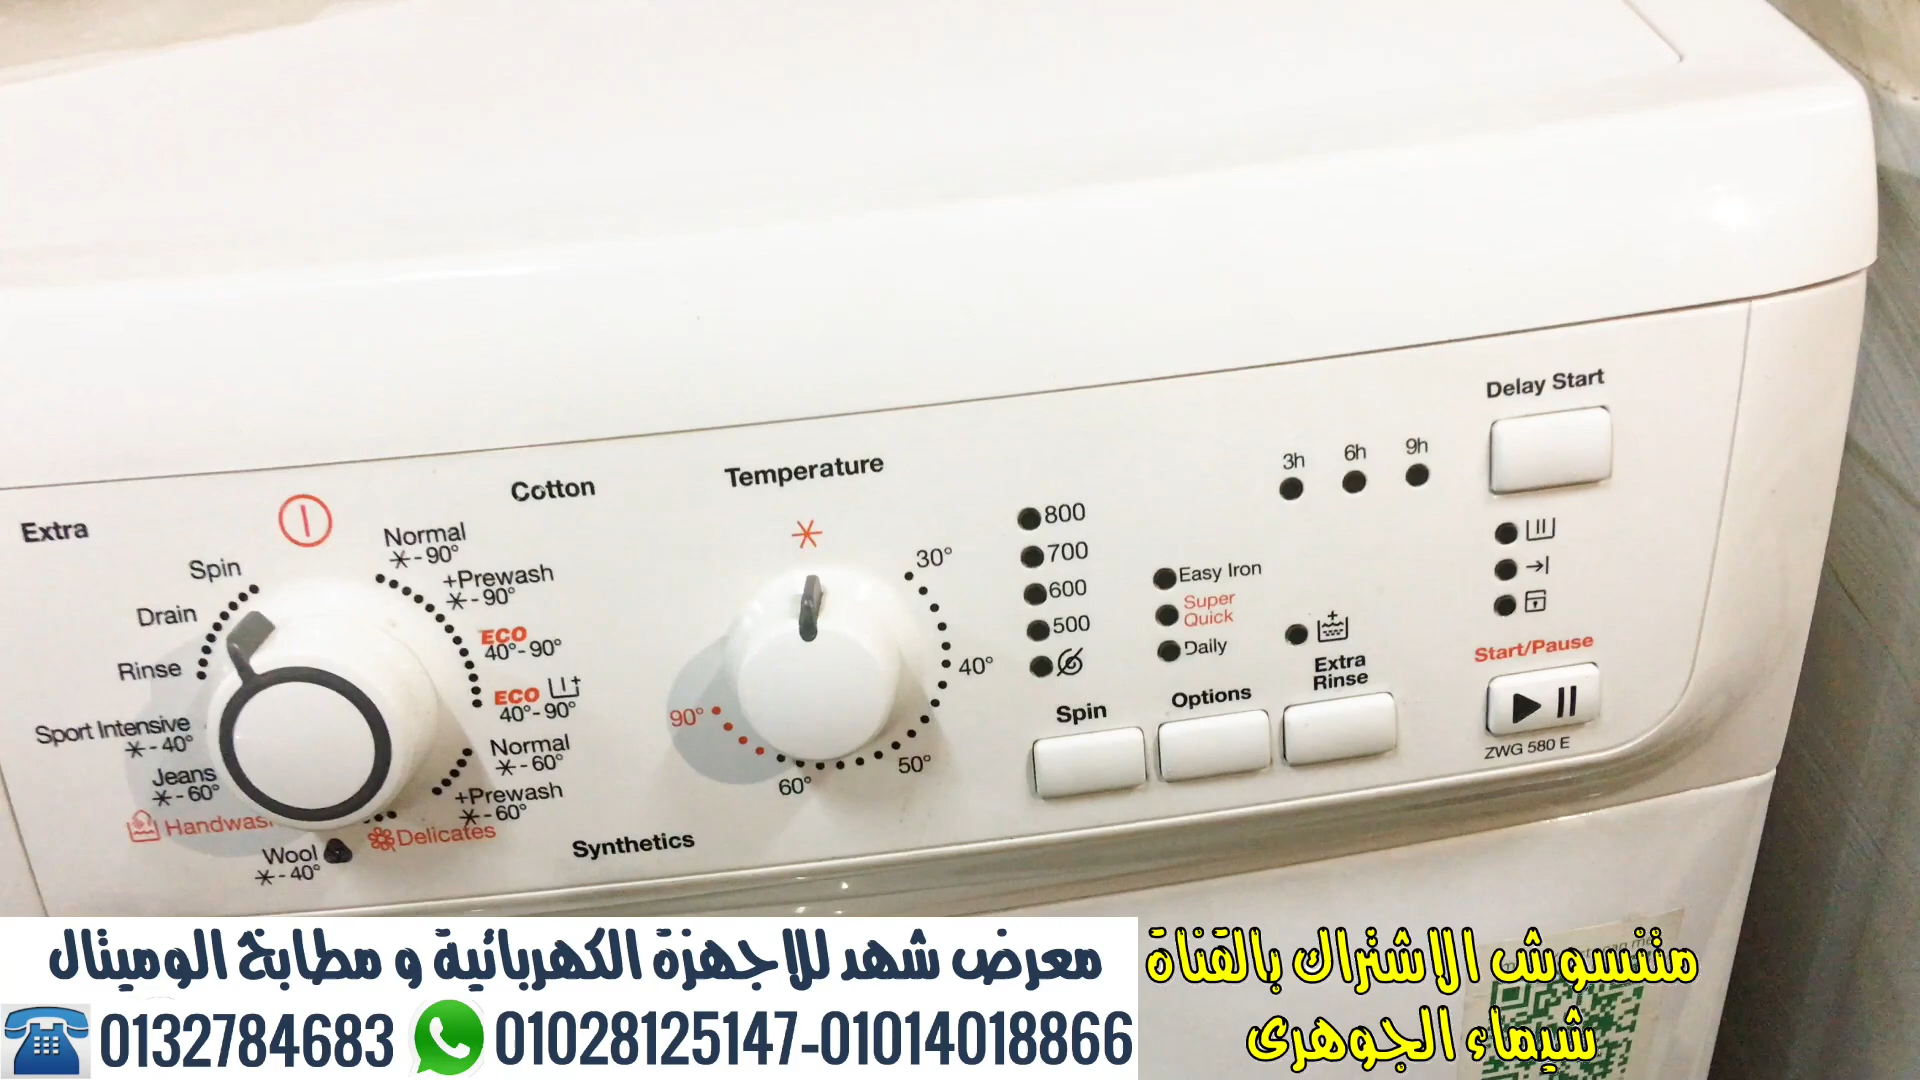 Extra
Spin
Drain
Rinse
Sport Intensive
-40°
Jeans
-60°
Wool
-40°
Delicates
Cotton
Normal
-90°
+Prewash
-90°
ECO
40°-90°
ECO
40°-90°
Normal
-60°
+Prewash
-60°
Synthetics
Temperature
30°
40°
50°
60°
90°
800
700
600
500
Spin
Easy Iron
Super
Quick
Daily
Options
Extra
Rinse
3h 6h 9h
Delay Start
Start/Pause
ZWG 580 E
معرض شهد للاجهزة الكهربائية و مطابخ الوميتال
0132784683
01028125147-01014018866
متنسوش الاشتراك بالقناة
شيماء الجوهرى